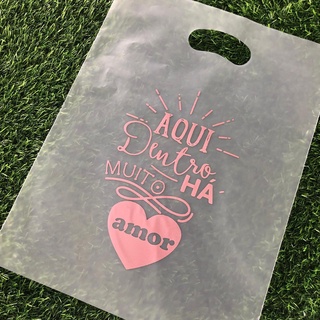 AQUI
Dentro
HÁ
MUITO
amor